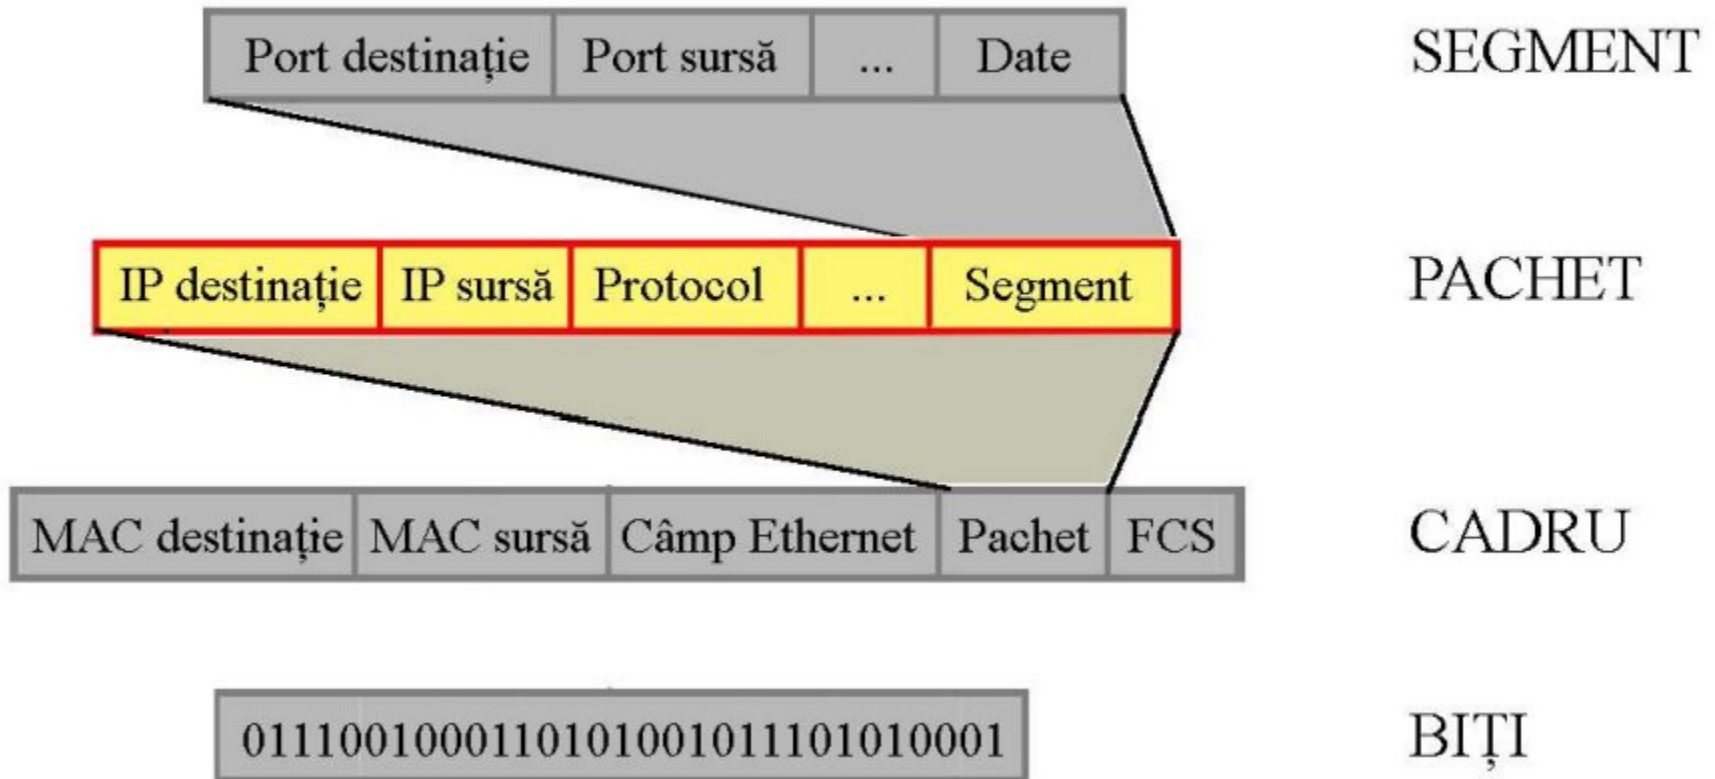 Port destinație Port sursă ... Date SEGMENT
IP destinație IP sursă Protocol ... Segment PACHET
MAC destinație MAC sursă Câmp Ethernet Pachet FCS CADRU
01110010001101010010111101010001 BIȚI